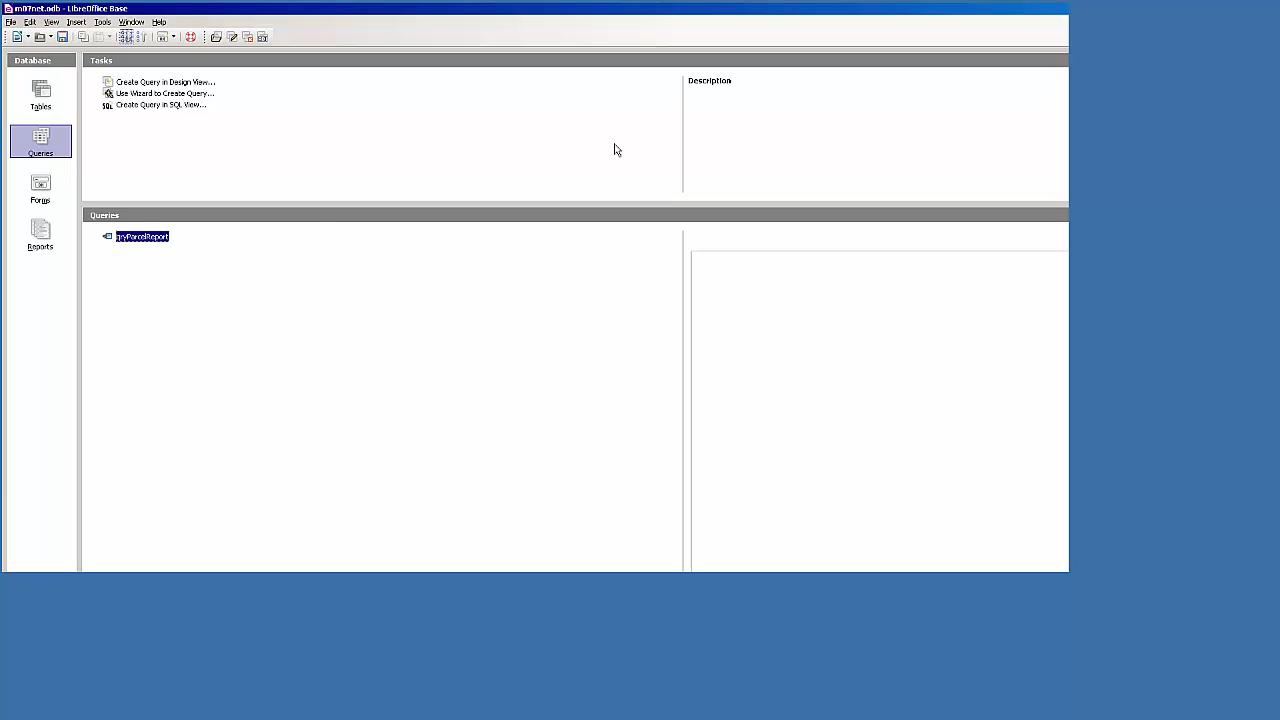 m07net.odb - LibreOffice Base
File Edit View Insert Tools Window Help
Database
Tasks
Tables
Queries
Forms
Reports
Create Query in Design View...
Use Wizard to Create Query...
SQL Create Query in SQL View...
Description
Queries
qryParcelReport